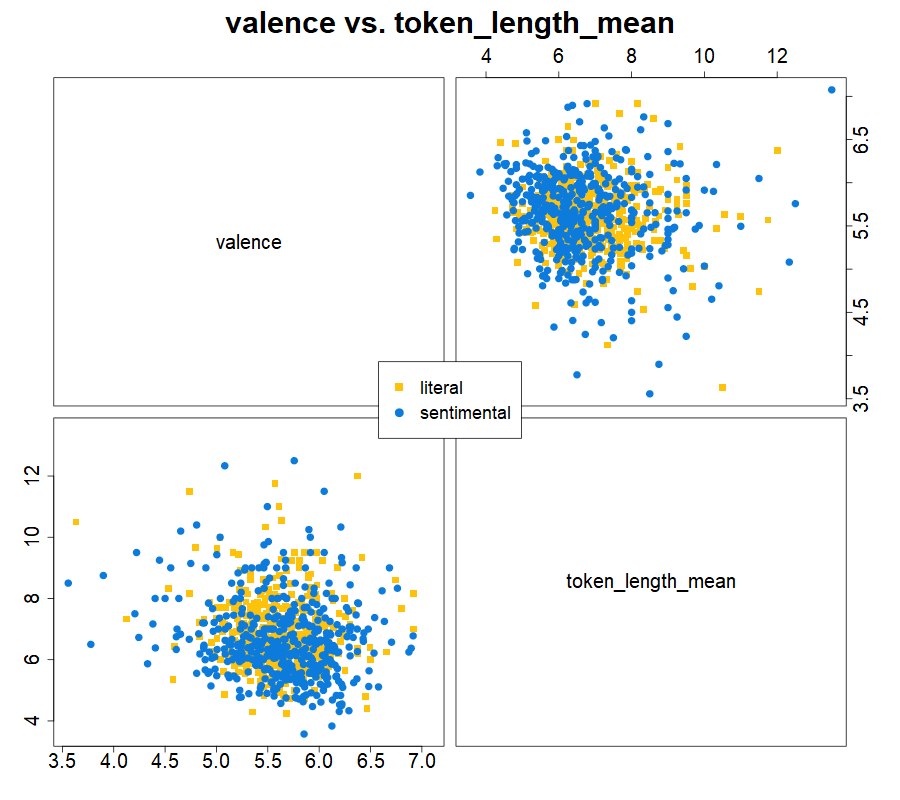 valence vs. token_length_mean
4 6 8 10 12
valence
6.5
5.5
4.5
3.5
literal
sentimental
12
10
8
6
4
token_length_mean
3.5 4.0 4.5 5.0 5.5 6.0 6.5 7.0